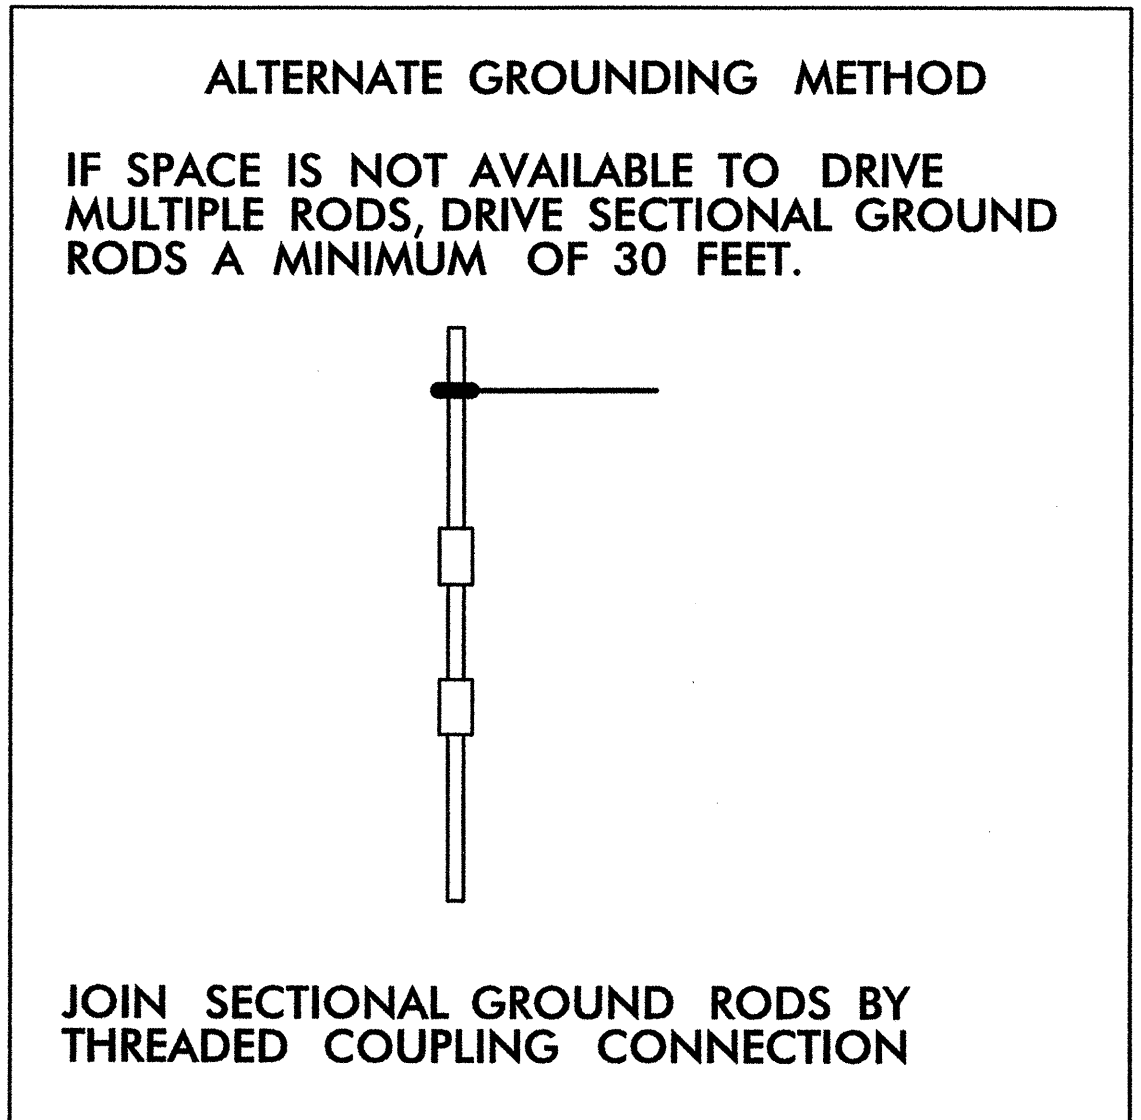 ALTERNATE GROUNDING METHOD
IF SPACE IS NOT AVAILABLE TO DRIVE
MULTIPLE RODS, DRIVE SECTIONAL GROUND
RODS A MINIMUM OF 30 FEET.
JOIN SECTIONAL GROUND RODS BY
THREADED COUPLING CONNECTION